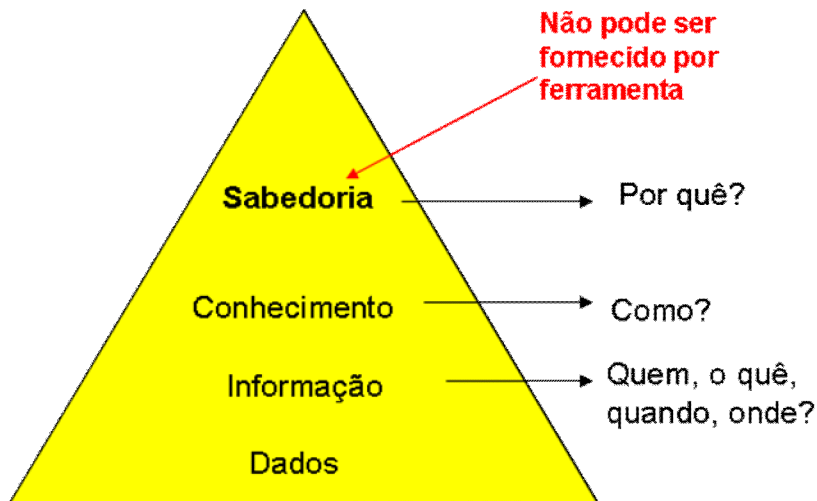 Não pode ser
fornecido por
ferramenta
Sabedoria
Por quê?
Conhecimento
Como?
Informação
Quem, o quê,
quando, onde?
Dados